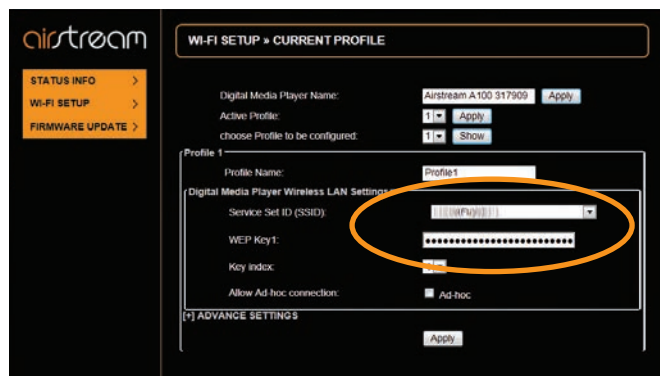 airstream
WI-FI SETUP » CURRENT PROFILE
STATUS INFO >
WI-FI SETUP >
FIRMWARE UPDATE >
Digital Media Player Name: Airstream A100 317909 Apply
Active Profile: 1 Apply
choose Profile to be configured: 1 Show
Profile 1
Profile Name: Profile1
Digital Media Player Wireless LAN Settings
Service Set ID (SSID):
WEP Key1: ●●●●●●●●●●●●●●●●●●●●●●●●●●
Key index:
Allow Ad-hoc connection: Ad-hoc
[+] ADVANCE SETTINGS
Apply